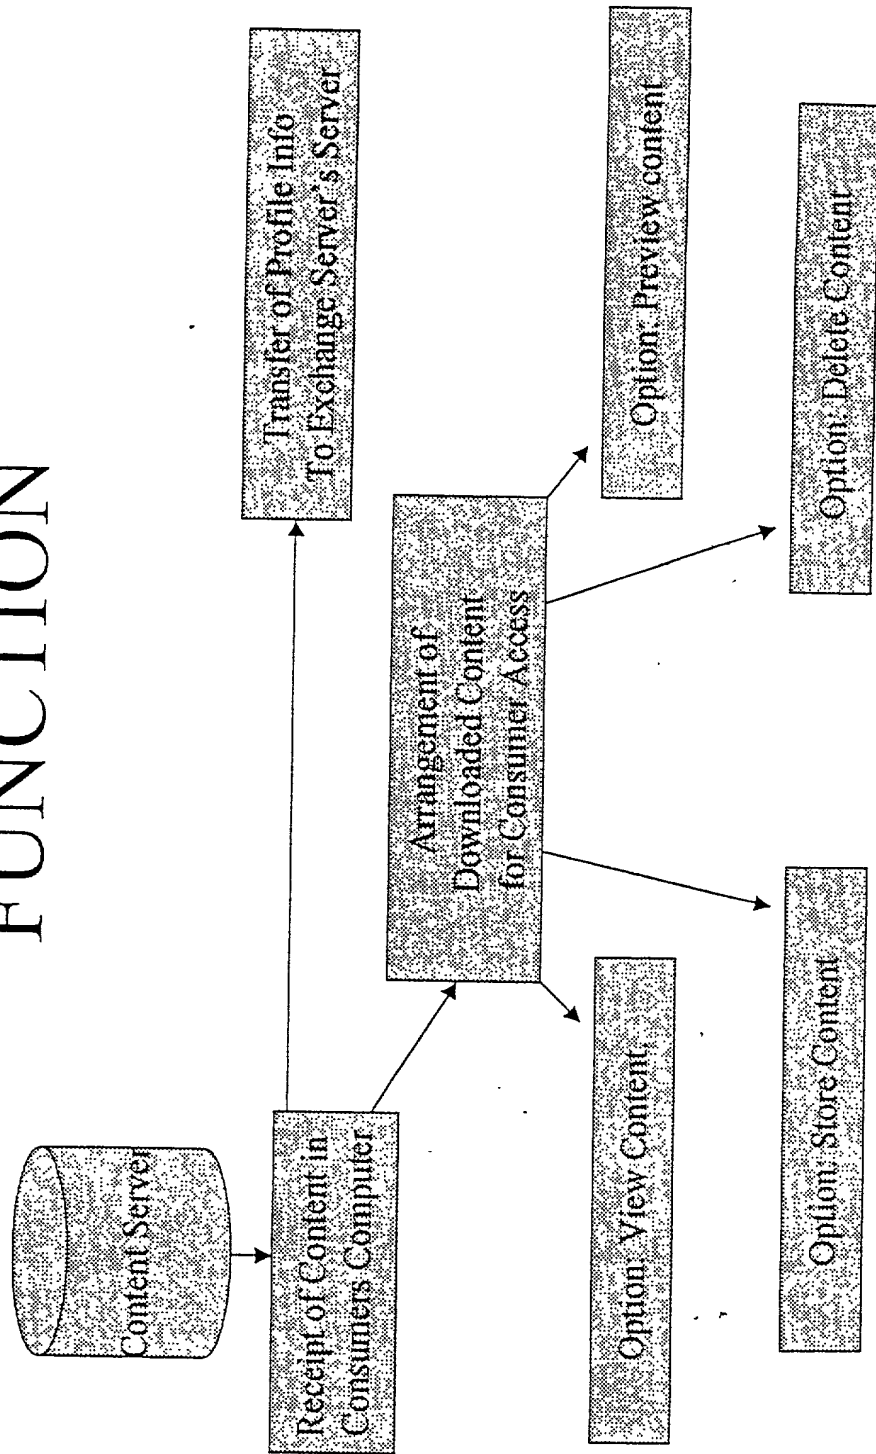 FUNCTION
Content Server
Receipt of Content in
Consumers Computer
Transfer of Profile Info
To Exchange Server's Server
Arrangement of
Downloaded Content
for Consumer Access
Option: View Content
Option: Preview content
Option: Store Content
Option: Delete Content